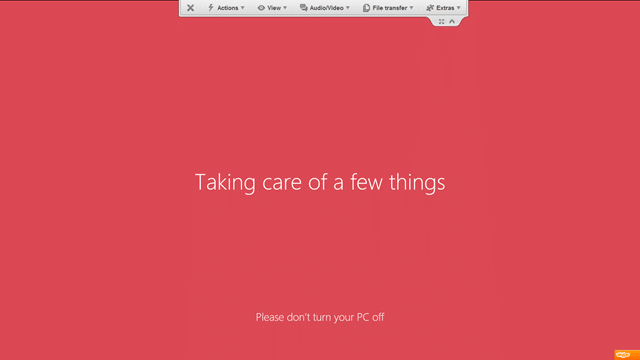 Actions View Audio/Video File transfer Extras
Taking care of a few things
Please don't turn your PC off